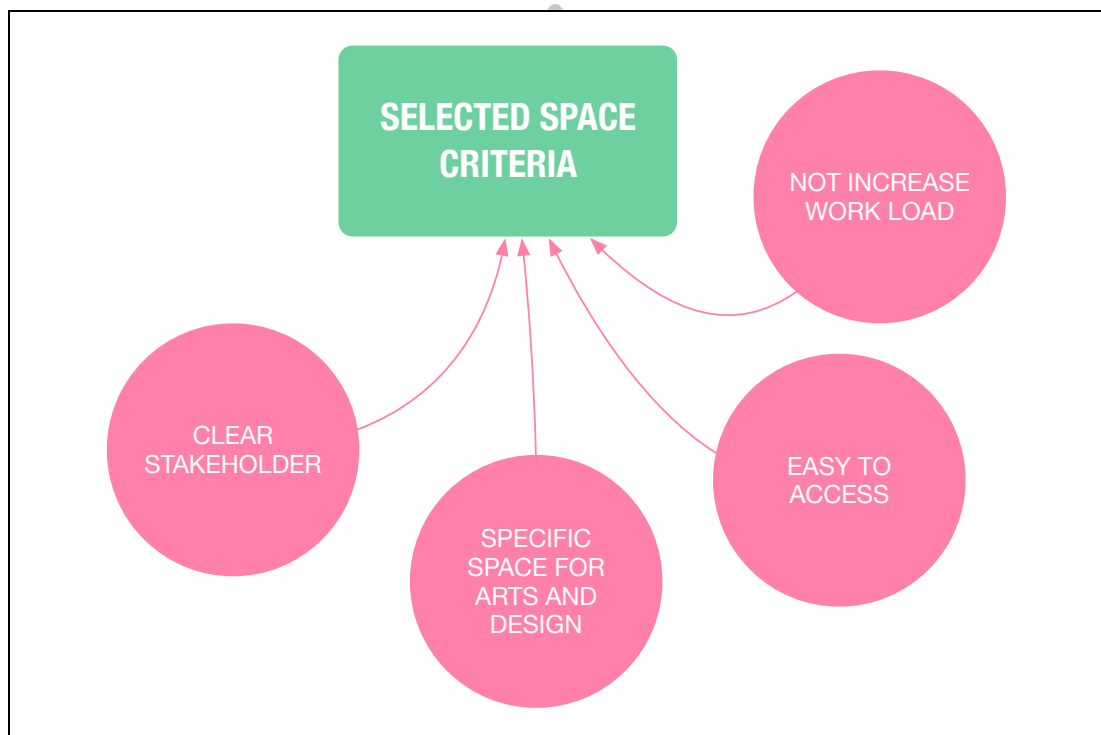 SELECTED SPACE
CRITERIA
NOT INCREASE
WORK LOAD
CLEAR
STAKEHOLDER
EASY TO
ACCESS
SPECIFIC
SPACE FOR
ARTS AND
DESIGN